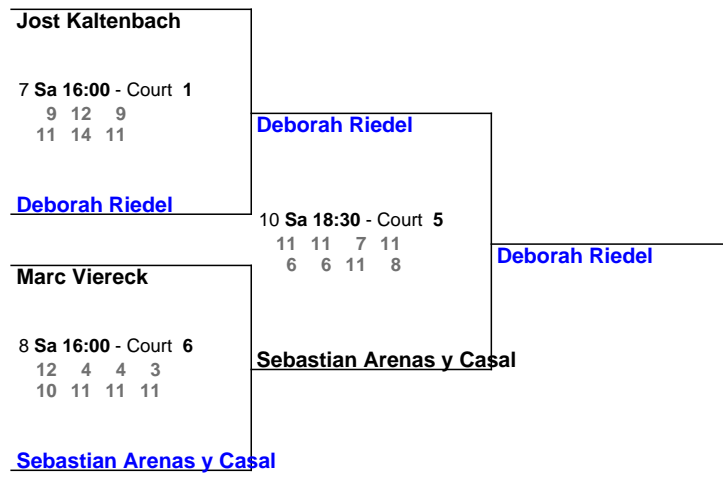 Jost Kaltenbach
7 Sa 16:00 - Court 1
9 12 9
11 14 11
Deborah Riedel
Deborah Riedel
10 Sa 18:30 - Court 5
11 11 7 11
6 6 11 8
Deborah Riedel
Marc Viereck
8 Sa 16:00 - Court 6
12 4 4 3
10 11 11 11
Sebastian Arenas y Casal
Sebastian Arenas y Casal